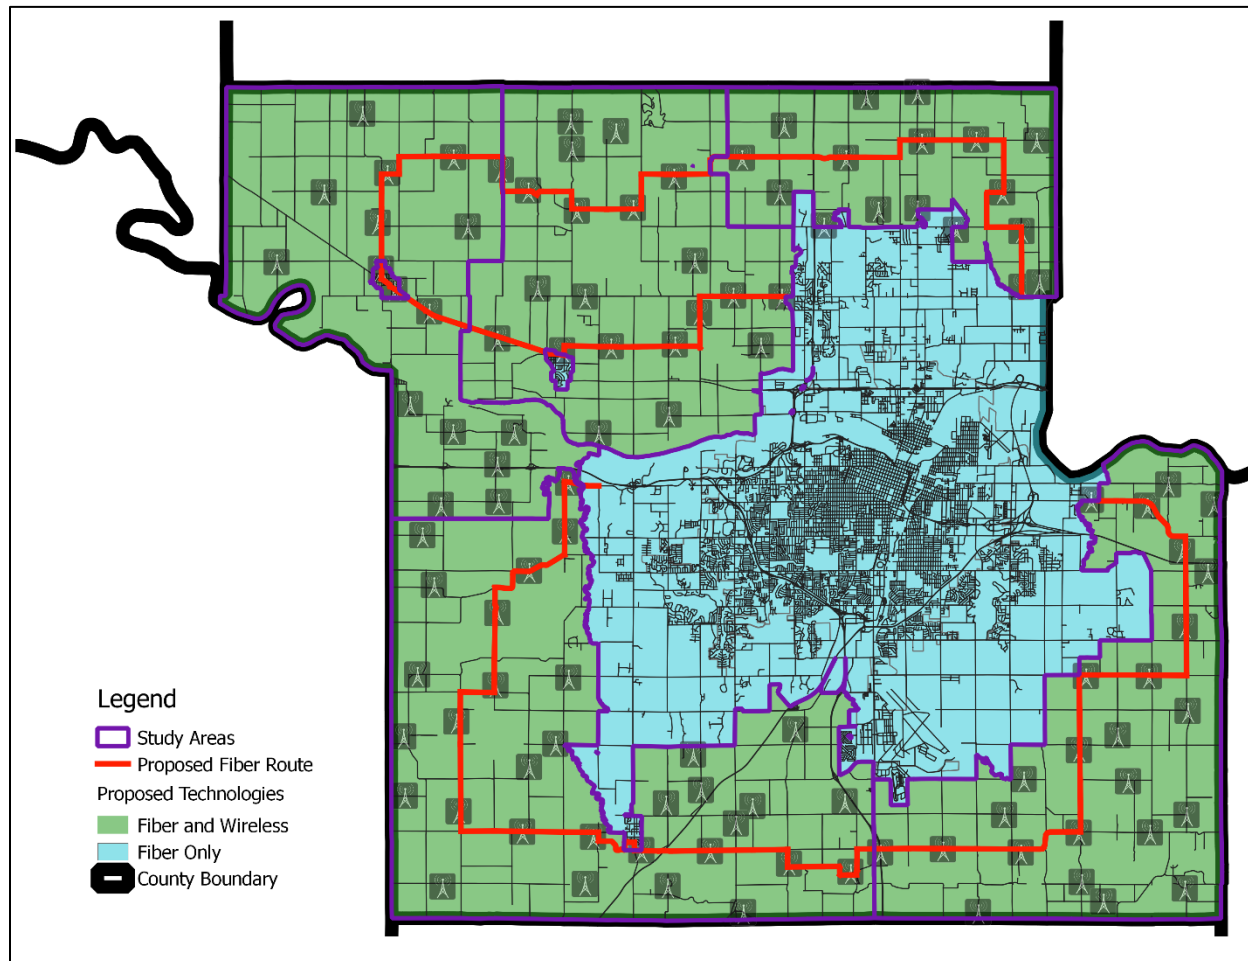 Legend
Study Areas
Proposed Fiber Route
Proposed Technologies
Fiber and Wireless
Fiber Only
County Boundary